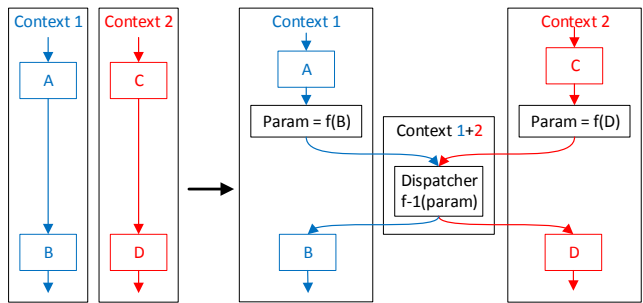 Context 1
A
B
Context 2
C
D
Context 1
A
Param = f(B)
B
Context 1+2
Dispatcher
f-1(param)
Context 2
C
Param = f(D)
D